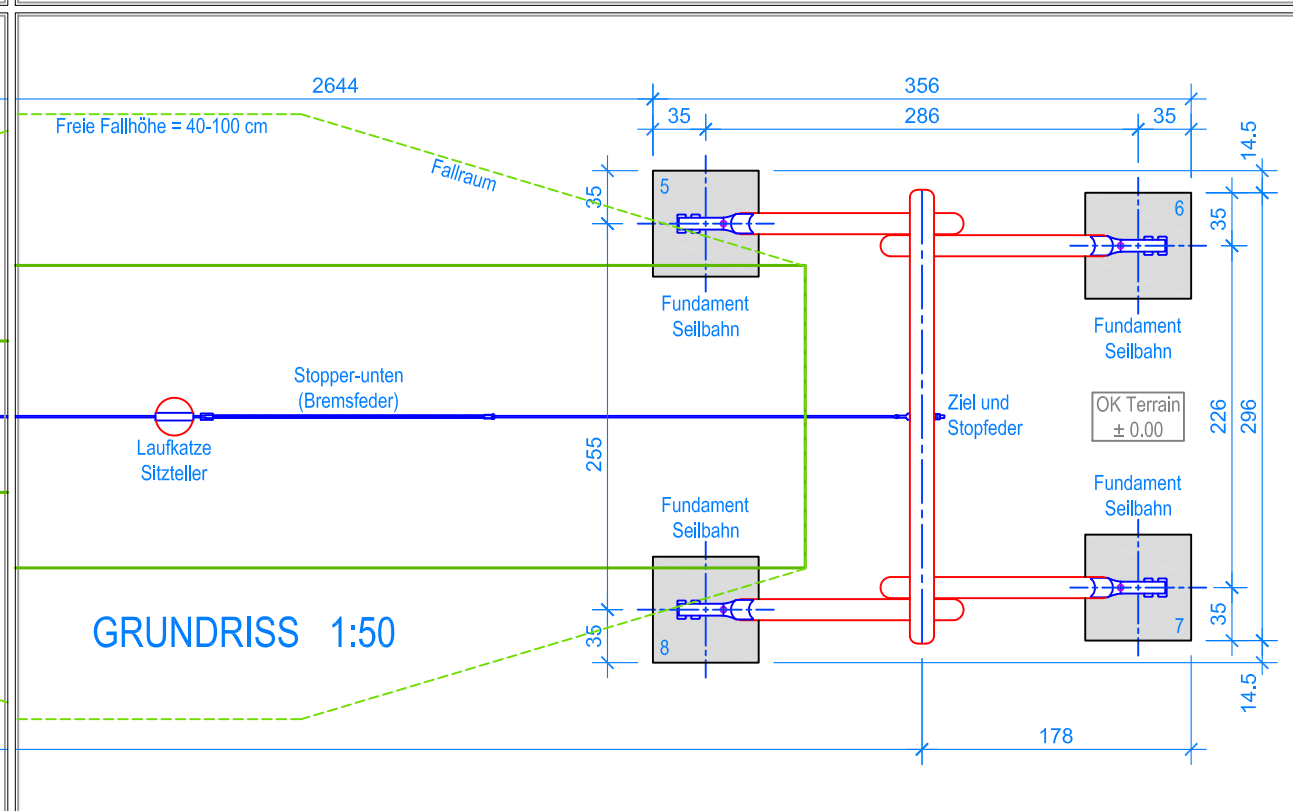 2644
356
35
286
35
14.5
Freie Fallhöhe = 40-100 cm
Fallraum
35
5
6
35
Fundament
Seilbahn
Fundament
Seilbahn
Stopper-unten
(Bremsfeder)
Laufkatze
Sitzteller
Ziel und
Stopfeder
OK Terrain
± 0.00
226
296
255
Fundament
Seilbahn
Fundament
Seilbahn
GRUNDRISS 1:50
35
8
7
35
14.5
178